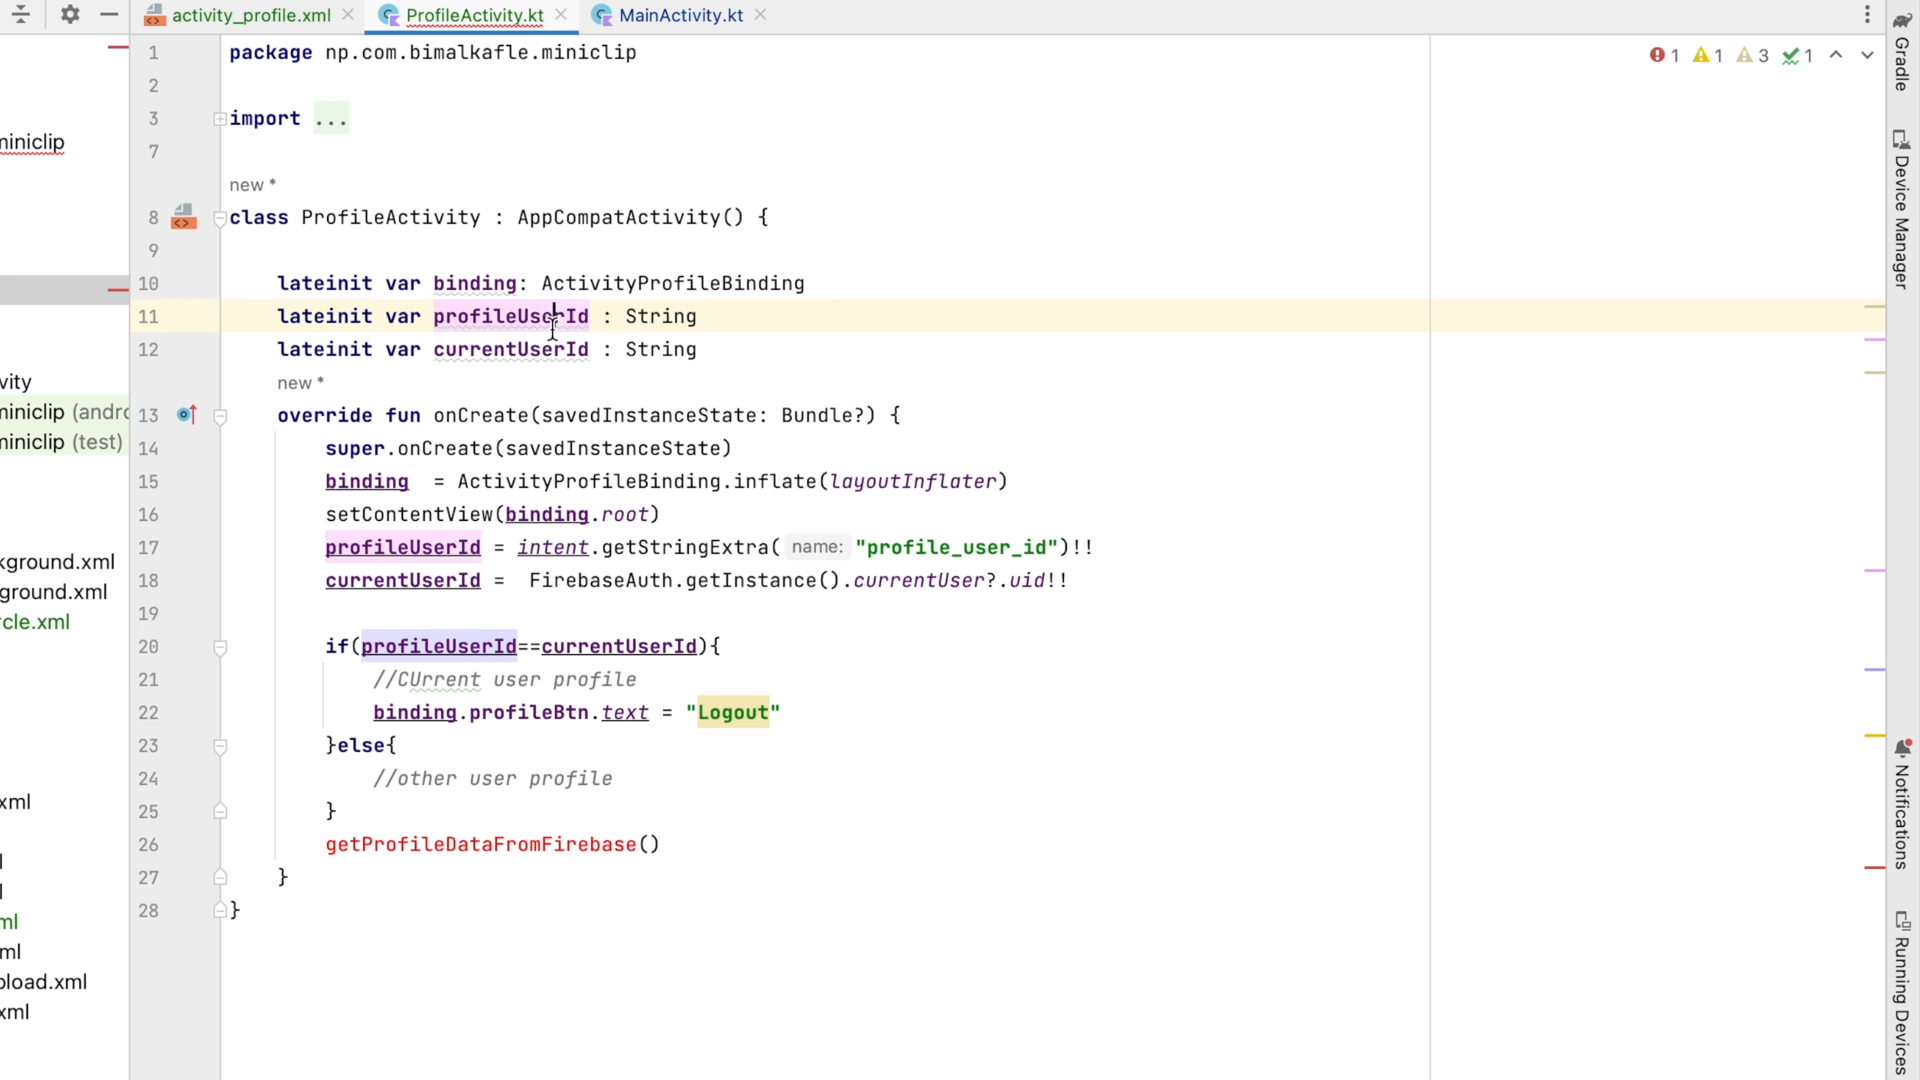 activity_profile.xml
ProfileActivity.kt
MainActivity.kt
1 package np.com.bimalkafle.miniclip
2
3 import ...
7
new *
8 class ProfileActivity : AppCompatActivity() {
9
10 lateinit var binding: ActivityProfileBinding
11 lateinit var profileUserId : String
12 lateinit var currentUserId : String
new *
13 override fun onCreate(savedInstanceState: Bundle?) {
14 super.onCreate(savedInstanceState)
15 binding  = ActivityProfileBinding.inflate(layoutInflater)
16 setContentView(binding.root)
17 profileUserId = intent.getStringExtra( name: "profile_user_id")!!
18 currentUserId =  FirebaseAuth.getInstance().currentUser?.uid!!
19
20 if(profileUserId==currentUserId){
21 //CUrrent user profile
22 binding.profileBtn.text = "Logout"
23 }else{
24 //other user profile
25 }
26 getProfileDataFromFirebase()
27 }
28 }
1 1 3 1
miniclip
vity
miniclip (andro
miniclip (test)
kground.xml
ground.xml
rcle.xml
xml
l
l
ml
ml
pload.xml
xml
Gradle
Device Manager
Notifications
Running Devices